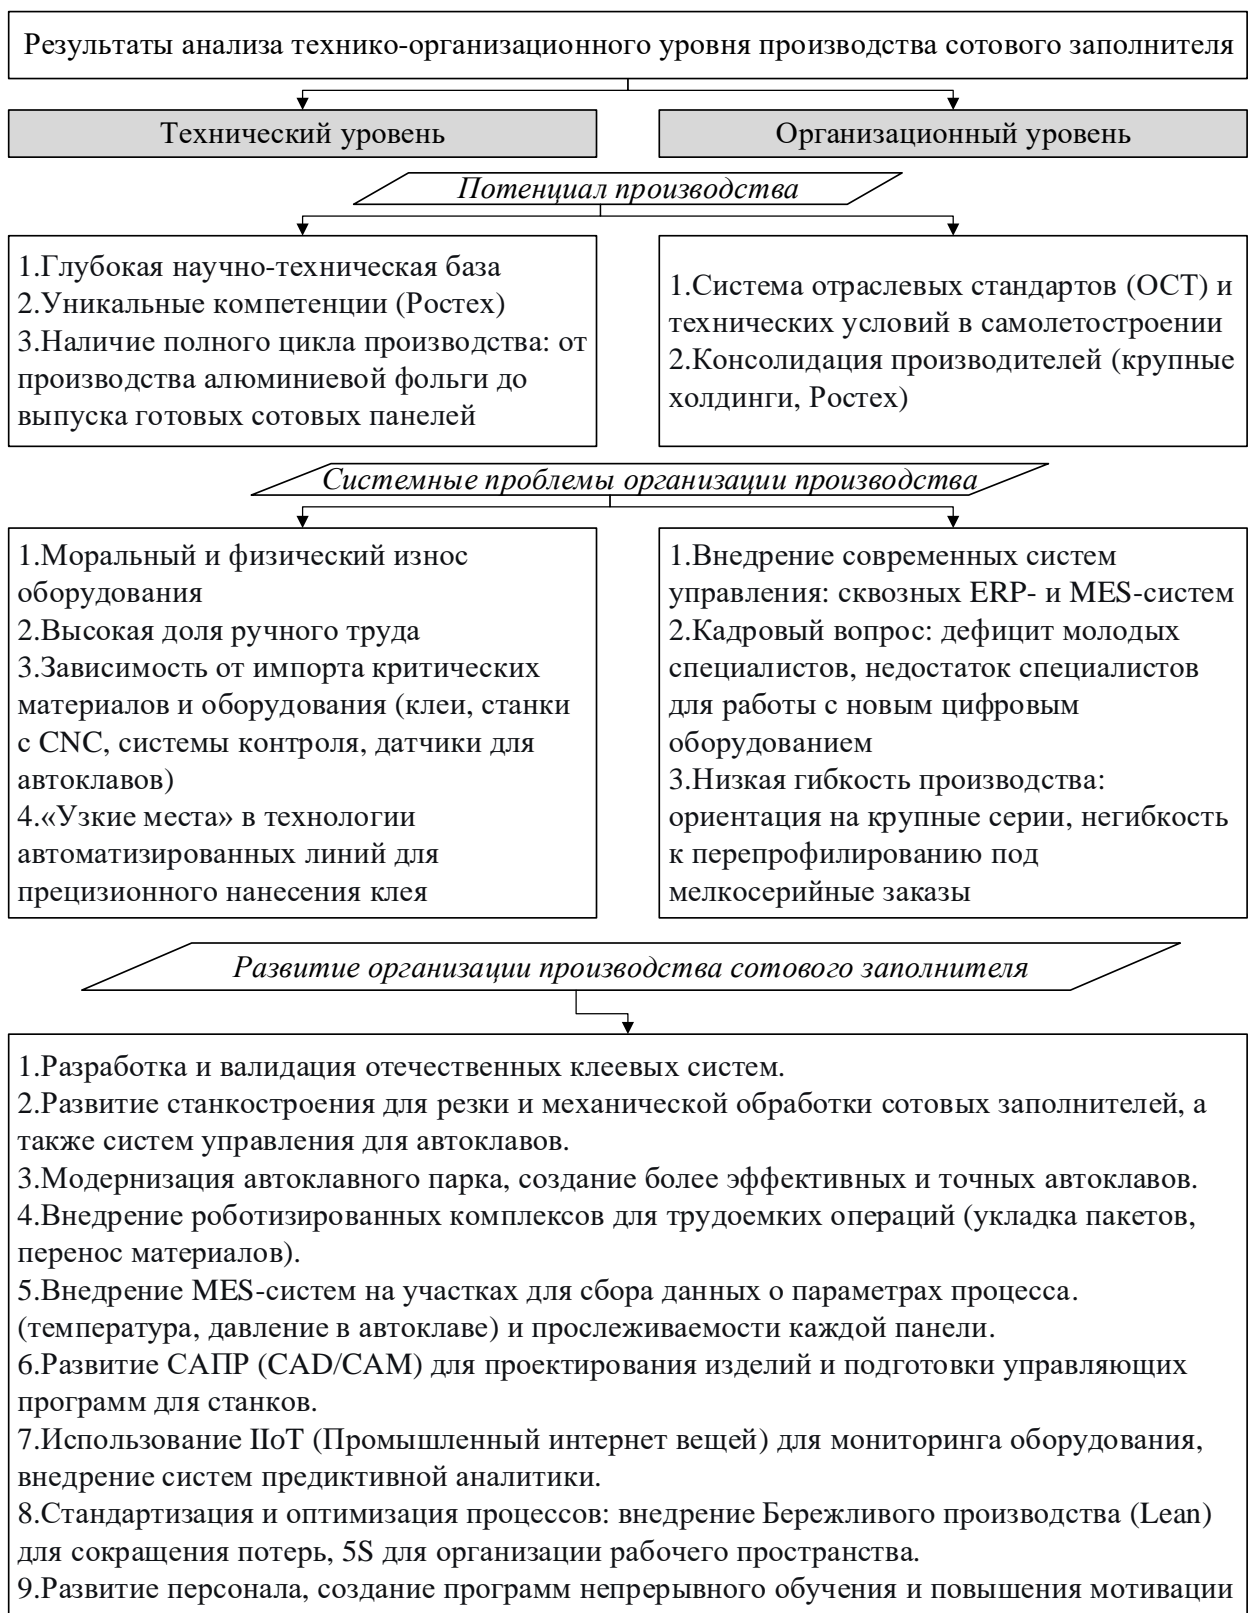 Результаты анализа технико-организационного уровня производства сотового заполнителя
Технический уровень
Организационный уровень
Потенциал производства
1.Глубокая научно-техническая база
2.Уникальные компетенции (Ростех)
3.Наличие полного цикла производства: от
производства алюминиевой фольги до
выпуска готовых сотовых панелей
1.Система отраслевых стандартов (ОСТ) и
технических условий в самолетостроении
2.Консолидация производителей (крупные
холдинги, Ростех)
Системные проблемы организации производства
1.Моральный и физический износ
оборудования
2.Высокая доля ручного труда
3.Зависимость от импорта критических
материалов и оборудования (клеи, станки
с CNC, системы контроля, датчики для
автоклавов)
4.«Узкие места» в технологии
автоматизированных линий для
прецизионного нанесения клея
1.Внедрение современных систем
управления: сквозных ERP- и MES-систем
2.Кадровый вопрос: дефицит молодых
специалистов, недостаток специалистов
для работы с новым цифровым
оборудованием
3.Низкая гибкость производства:
ориентация на крупные серии, негибкость
к перепрофилированию под
мелкосерийные заказы
Развитие организации производства сотового заполнителя
1.Разработка и валидация отечественных клеевых систем.
2.Развитие станкостроения для резки и механической обработки сотовых заполнителей, а
также систем управления для автоклавов.
3.Модернизация автоклавного парка, создание более эффективных и точных автоклавов.
4.Внедрение роботизированных комплексов для трудоемких операций (укладка пакетов,
перенос материалов).
5.Внедрение MES-систем на участках для сбора данных о параметрах процесса.
(температура, давление в автоклаве) и прослеживаемости каждой панели.
6.Развитие САПР (CAD/CAM) для проектирования изделий и подготовки управляющих
программ для станков.
7.Использование IIoT (Промышленный интернет вещей) для мониторинга оборудования,
внедрение систем предиктивной аналитики.
8.Стандартизация и оптимизация процессов: внедрение Бережливого производства (Lean)
для сокращения потерь, 5S для организации рабочего пространства.
9.Развитие персонала, создание программ непрерывного обучения и повышения мотивации